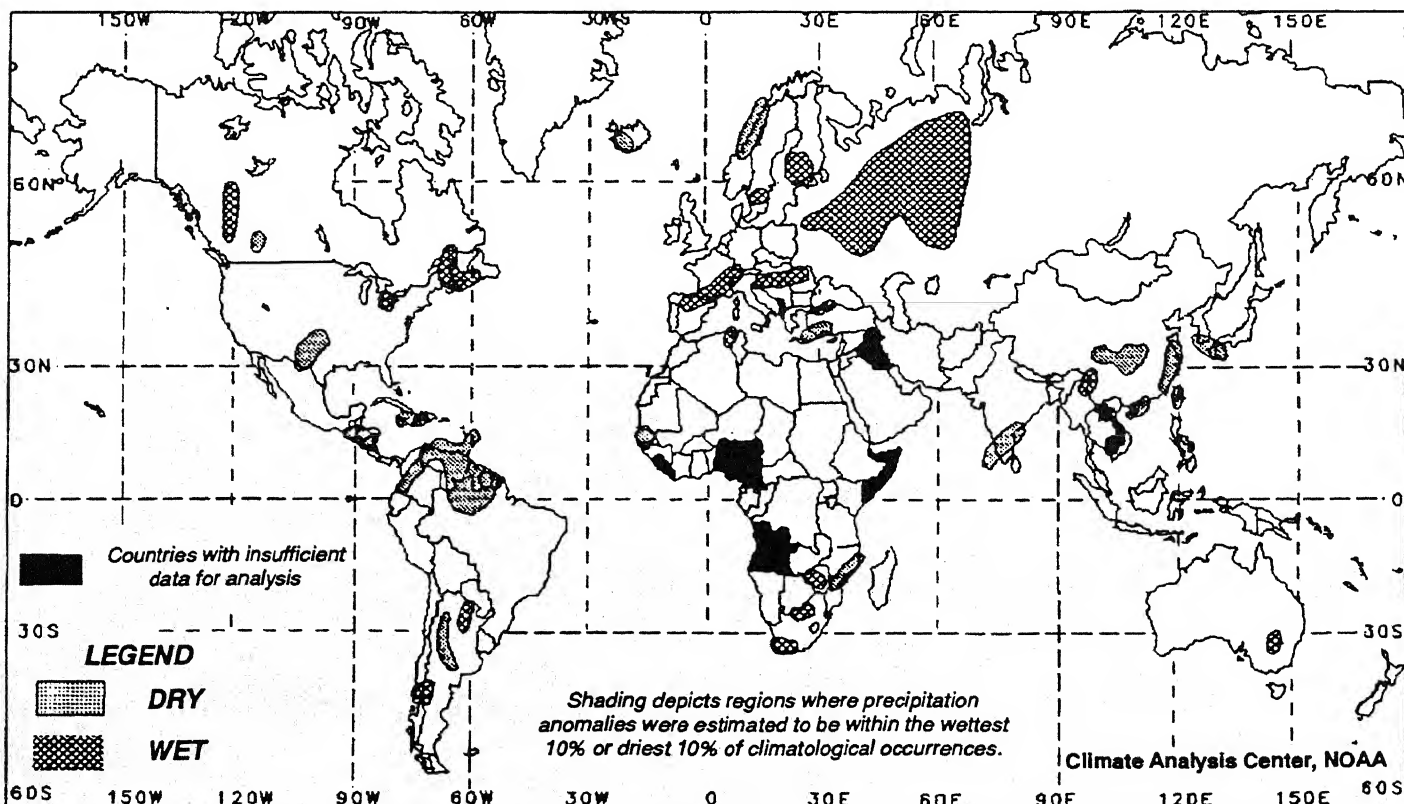 150W 120W 90W 60W 30W 0 30E 60E 90E 120E 150E
60N 60N
30N 30N
0 0
Countries with insufficient
data for analysis
30S 30S
LEGEND
DRY
WET
Shading depicts regions where precipitation
anomalies were estimated to be within the wettest
10% or driest 10% of climatological occurrences.
Climate Analysis Center, NOAA
60S 150W 120W 90W 60W 30W 0 30E 60E 90E 120E 150E 60S